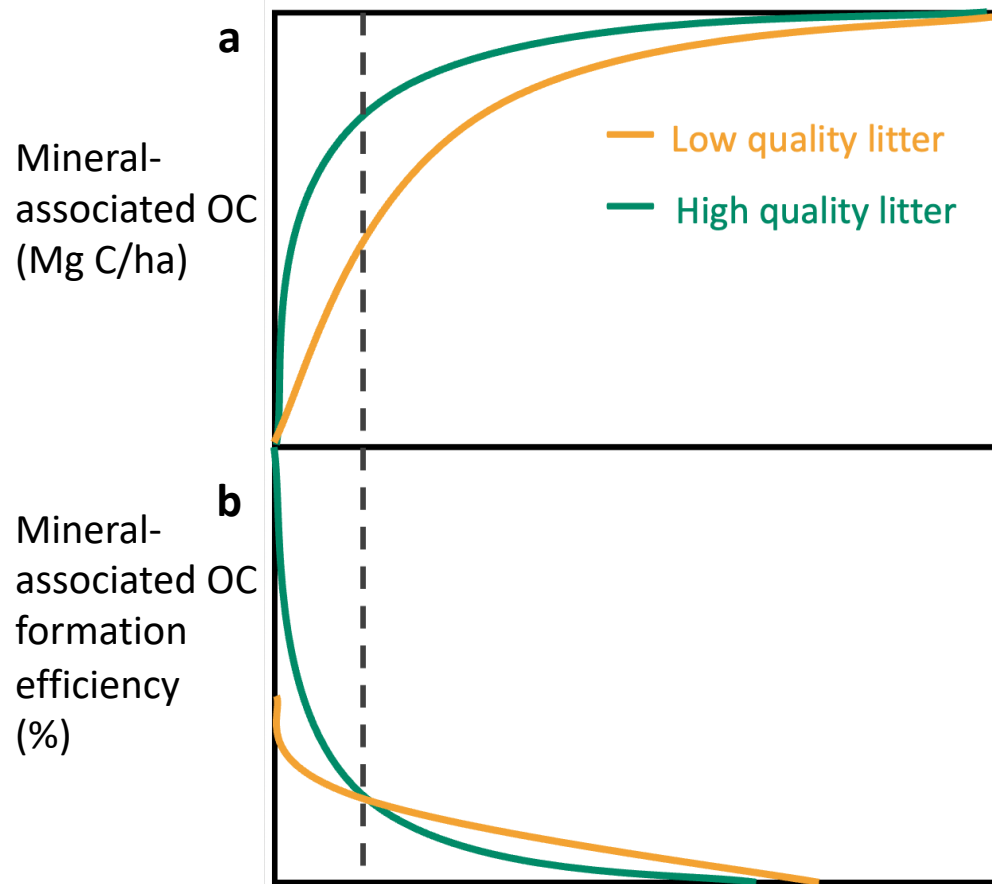 a
Mineral-
associated OC
(Mg C/ha)
Low quality litter
High quality litter
b
Mineral-
associated OC
formation
efficiency
(%)